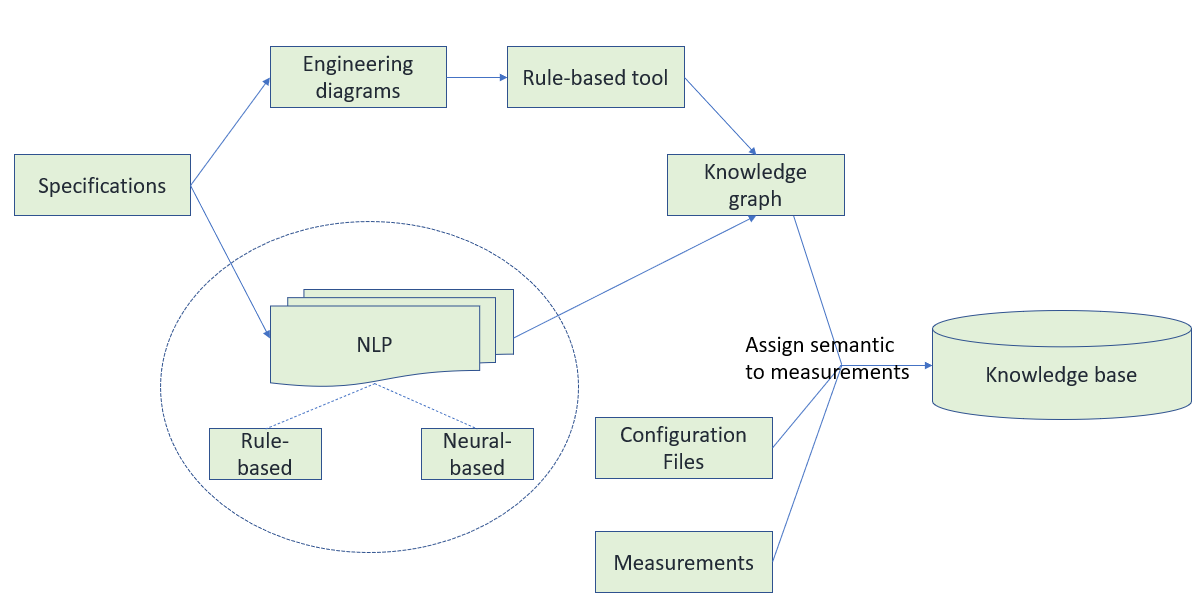 Engineering
diagrams
Rule-based tool
Specifications
Knowledge
graph
NLP
Assign semantic
to measurements
Knowledge base
Rule-
based
Neural-
based
Configuration
Files
Measurements